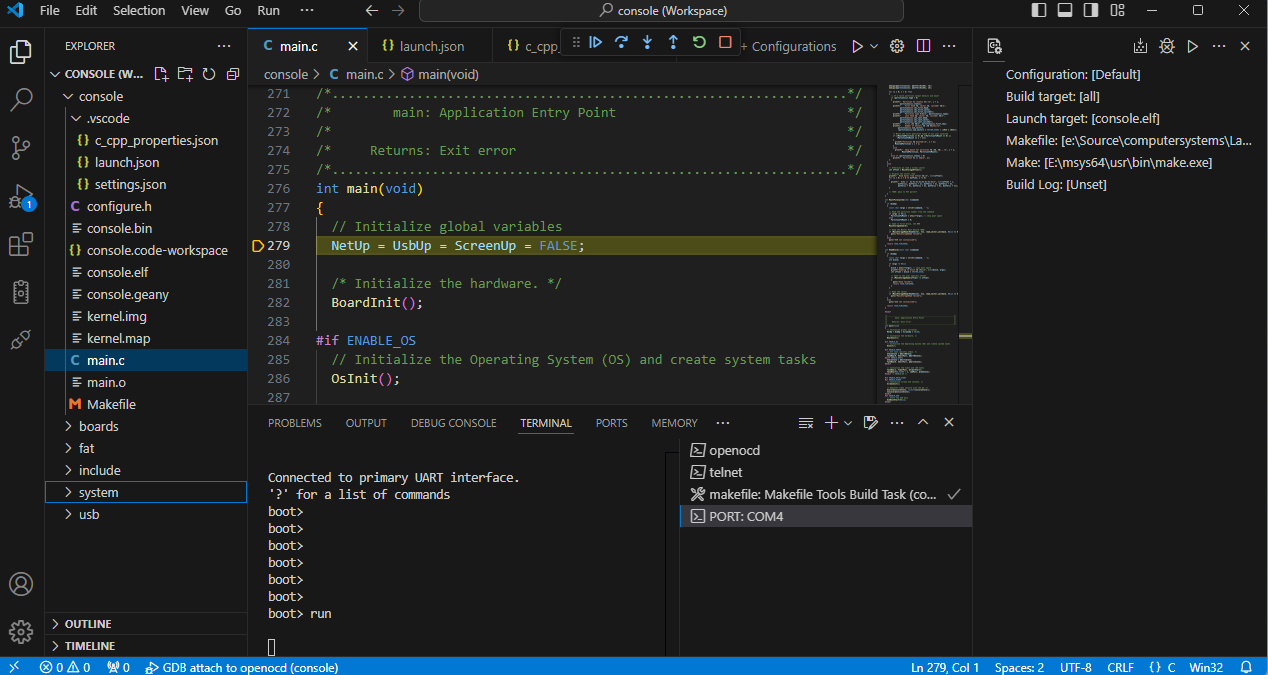 File Edit Selection View Go Run ··· console (Workspace)
EXPLORER ···
CONSOLE (W...
console
.vscode
{} c_cpp_properties.json
{} launch.json
{} settings.json
C configure.h
console.bin
{} console.code-workspace
console.elf
console.geany
kernel.img
kernel.map
C main.c
main.o
M Makefile
boards
fat
include
system
usb
OUTLINE
TIMELINE
1
C main.c {} launch.json {} c_cpp_ + Configurations
console > C main.c > main(void)
271 /*...................................................................*/
272 /* main: Application Entry Point */
273 /* */
274 /* Returns: Exit error */
275 /*...................................................................*/
276 int main(void)
277 {
278 // Initialize global variables
279 NetUp = UsbUp = ScreenUp = FALSE;
280
281 /* Initialize the hardware. */
282 BoardInit();
283
284 #if ENABLE_OS
285 // Initialize the Operating System (OS) and create system tasks
286 OsInit();
287
PROBLEMS OUTPUT DEBUG CONSOLE TERMINAL PORTS MEMORY ···
Connected to primary UART interface.
'?' for a list of commands
boot>
boot>
boot>
boot>
boot>
boot>
boot> run
openocd
telnet
makefile: Makefile Tools Build Task (co...
PORT: COM4
Configuration: [Default]
Build target: [all]
Launch target: [console.elf]
Makefile: [e:\Source\computersystems\La...
Make: [E:\msys64\usr\bin\make.exe]
Build Log: [Unset]
0 0 0 GDB attach to openocd (console) Ln 279, Col 1 Spaces: 2 UTF-8 CRLF {} C Win32